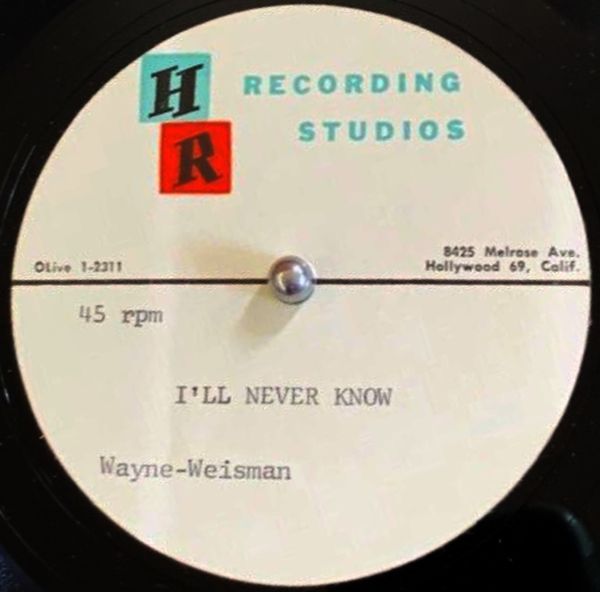 H RECORDING
R STUDIOS
OLive 1-2311
8425 Melrose Ave.
Hollywood 69, Calif.
45 rpm
I'LL NEVER KNOW
Wayne-Weisman